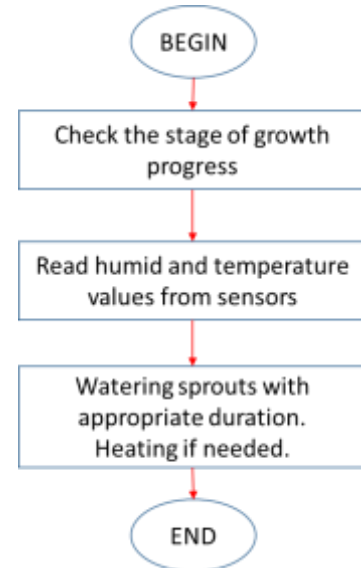 BEGIN
Check the stage of growth
progress
Read humid and temperature
values from sensors
Watering sprouts with
appropriate duration.
Heating if needed.
END